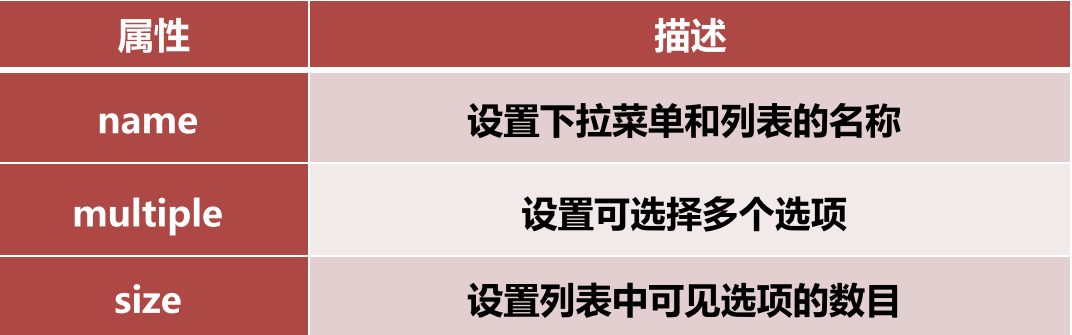 属性 描述
name 设置下拉菜单和列表的名称
multiple 设置可选择多个选项
size 设置列表中可见选项的数目